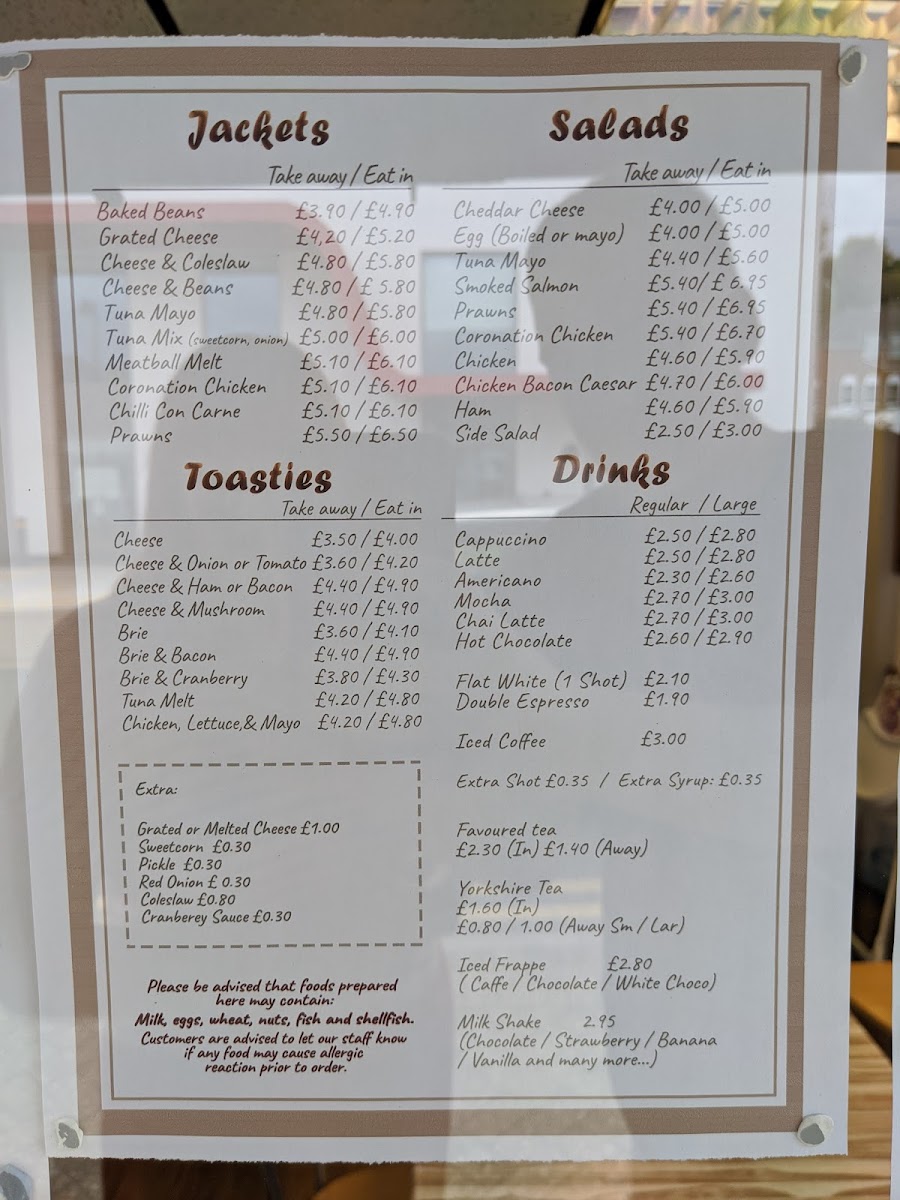 Jackets
Take away / Eat in
Baked Beans £3.90 / £4.90
Grated Cheese £4,20 / £5.20
Cheese & Coleslaw £4.80 / £5.80
Cheese & Beans £4.80 / £ 5.80
Tuna Mayo £4.80 / £5.80
Tuna Mix (sweetcorn, onion) £5.00 / £6.00
Meatball Melt £5.10 / £6.10
Coronation Chicken £5.10 / £6.10
Chilli Con Carne £5.10 / £6.10
Prawns £5.50 / £6.50
Toasties
Take away / Eat in
Cheese £3.50 / £4.00
Cheese & Onion or Tomato £3.60 / £4.20
Cheese & Ham or Bacon £4.40 / £4.90
Cheese & Mushroom £4.40 / £4.90
Brie £3.60 / £4.10
Brie & Bacon £4.40 / £4.90
Brie & Cranberry £3.80 / £4.30
Tuna Melt £4.20 / £4.80
Chicken, Lettuce,& Mayo £4.20 / £4.80
Extra:
Grated or Melted Cheese £1.00
Sweetcorn £0.30
Pickle £0.30
Red Onion £ 0.30
Coleslaw £0.80
Cranberey Sauce £0.30
Please be advised that foods prepared
here may contain:
Milk, eggs, wheat, nuts, fish and shellfish.
Customers are advised to let our staff know
if any food may cause allergic
reaction prior to order.
Salads
Take away / Eat in
Cheddar Cheese £4.00 / £5.00
Egg (Boiled or mayo) £4.00 / £5.00
Tuna Mayo £4.40 / £5.60
Smoked Salmon £5.40/ £ 6.95
Prawns £5.40 / £6.95
Coronation Chicken £5.40 / £6.70
Chicken £4.60 / £5.90
Chicken Bacon Caesar £4.70 / £6.00
Ham £4.60 / £5.90
Side Salad £2.50 / £3.00
Drinks
Regular / Large
Cappuccino £2.50 / £2.80
Latte £2.50 / £2.80
Americano £2.30 / £2.60
Mocha £2.70 / £3.00
Chai Latte £2.70 / £3.00
Hot Chocolate £2.60 / £2.90
Flat White (1 Shot) £2.10
Double Espresso £1.90
Iced Coffee £3.00
Extra Shot £0.35 / Extra Syrup: £0.35
Favoured tea
£2.30 (In) £1.40 (Away)
Yorkshire Tea
£1.60 (In)
£0.80 / 1.00 (Away Sm / Lar)
Iced Frappe £2.80
( Caffe / Chocolate / White Choco)
Milk Shake 2.95
(Chocolate / Strawberry / Banana
/ Vanilla and many more...)